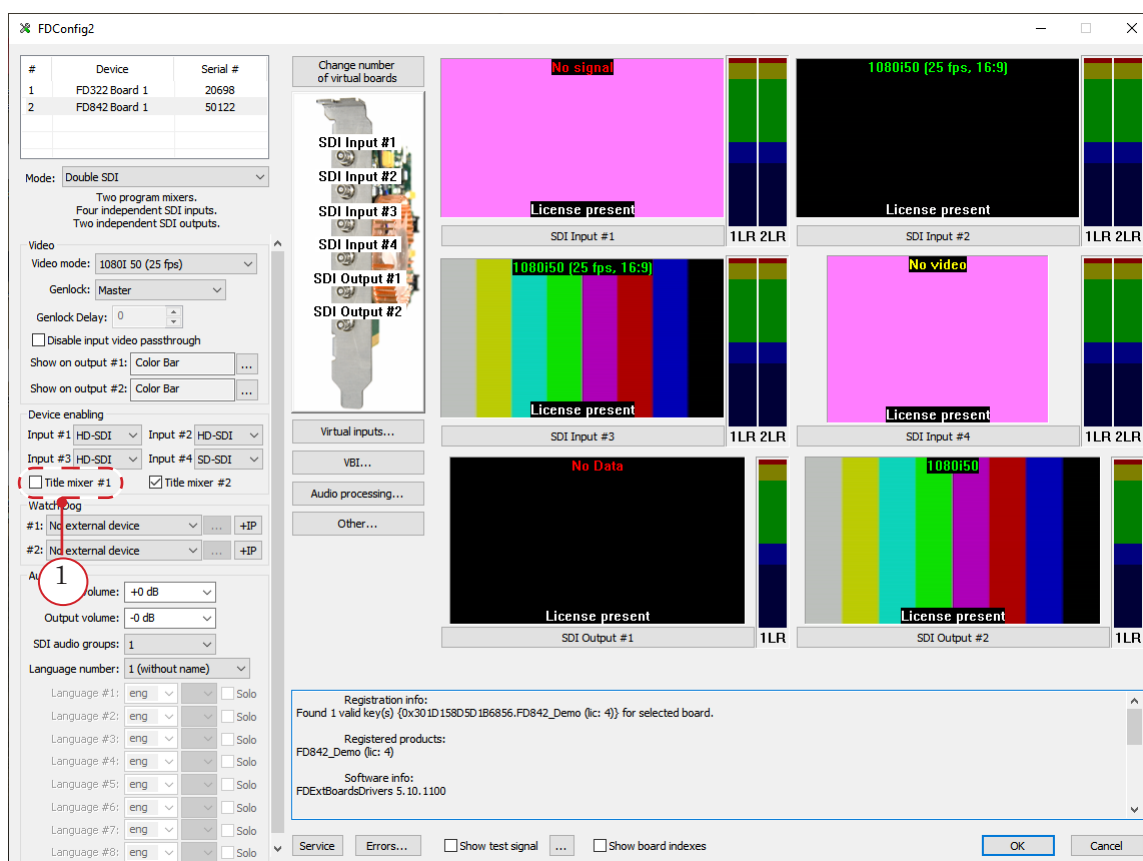 FDConfig2
# Device Serial #
1 FD322 Board 1 20698
2 FD842 Board 1 50122
Mode: Double SDI
Two program mixers.
Four independent SDI inputs.
Two independent SDI outputs.
Video
Video mode: 1080I 50 (25 fps)
Genlock: Master
Genlock Delay: 0
Disable input video passthrough
Show on output #1: Color Bar ...
Show on output #2: Color Bar ...
Device enabling
Input #1 HD-SDI Input #2 HD-SDI
Input #3 HD-SDI Input #4 SD-SDI
Title mixer #1 Title mixer #2
Watch Dog
#1: No external device ... +IP
#2: No external device ... +IP
1
volume: +0 dB
Output volume: -0 dB
SDI audio groups: 1
Language number: 1 (without name)
Language #1: eng Solo
Language #2: eng Solo
Language #3: eng Solo
Language #4: eng Solo
Language #5: eng Solo
Language #6: eng Solo
Language #7: eng Solo
Language #8: eng Solo
Change number
of virtual boards
SDI Input #1
SDI Input #2
SDI Input #3
SDI Input #4
SDI Output #1
SDI Output #2
Virtual inputs...
VBI...
Audio processing...
Other...
No signal
License present
SDI Input #1 1LR 2LR
1080i50 (25 fps, 16:9)
License present
SDI Input #2 1LR 2LR
1080i50 (25 fps, 16:9)
License present
SDI Input #3 1LR 2LR
No video
License present
SDI Input #4 1LR 2LR
No Data
License present
SDI Output #1 1LR
1080i50
License present
SDI Output #2 1LR
Registration info:
Found 1 valid key(s) {0x301D158D5D1B6856.FD842_Demo (lic: 4)} for selected board.
Registered products:
FD842_Demo (lic: 4)
Software info:
FDExtBoardsDrivers 5.10.1100
Service Errors... Show test signal ... Show board indexes OK Cancel